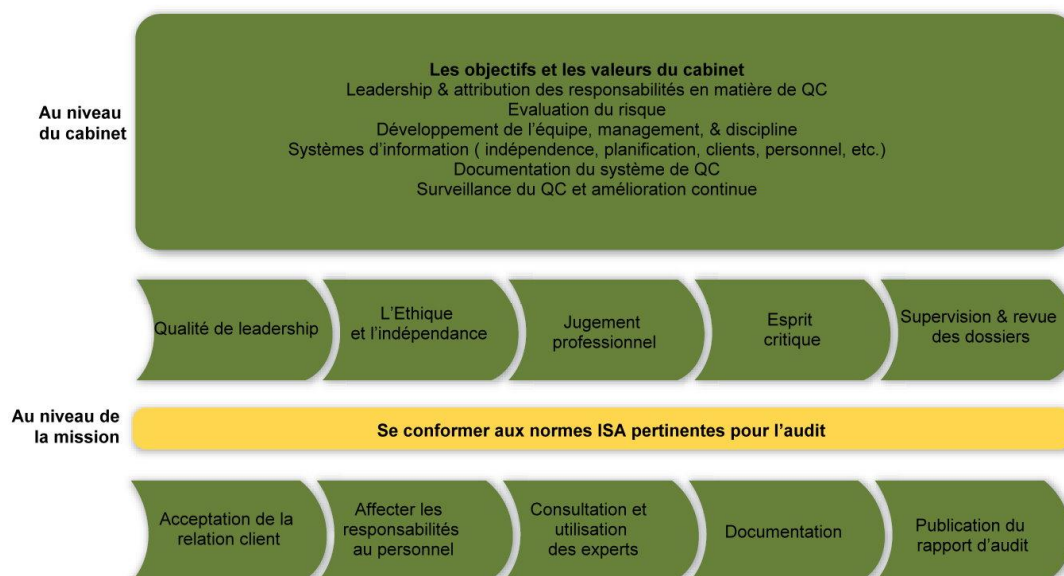 Les objectifs et les valeurs du cabinet
Leadership & attribution des responsabilités en matière de QC
Evaluation du risque
Développement de l'équipe, management, & discipline
Systèmes d'information ( indépendence, planification, clients, personnel, etc.)
Documentation du système de QC
Surveillance du QC et amélioration continue
Au niveau
du cabinet
Qualité de leadership
L'Ethique
et l'indépendance
Jugement
professionnel
Esprit
critique
Supervision & revue
des dossiers
Au niveau de
la mission
Se conformer aux normes ISA pertinentes pour l'audit
Acceptation de la
relation client
Affecter les
responsabilités
au personnel
Consultation et
utilisation
des experts
Documentation
Publication du
rapport d'audit